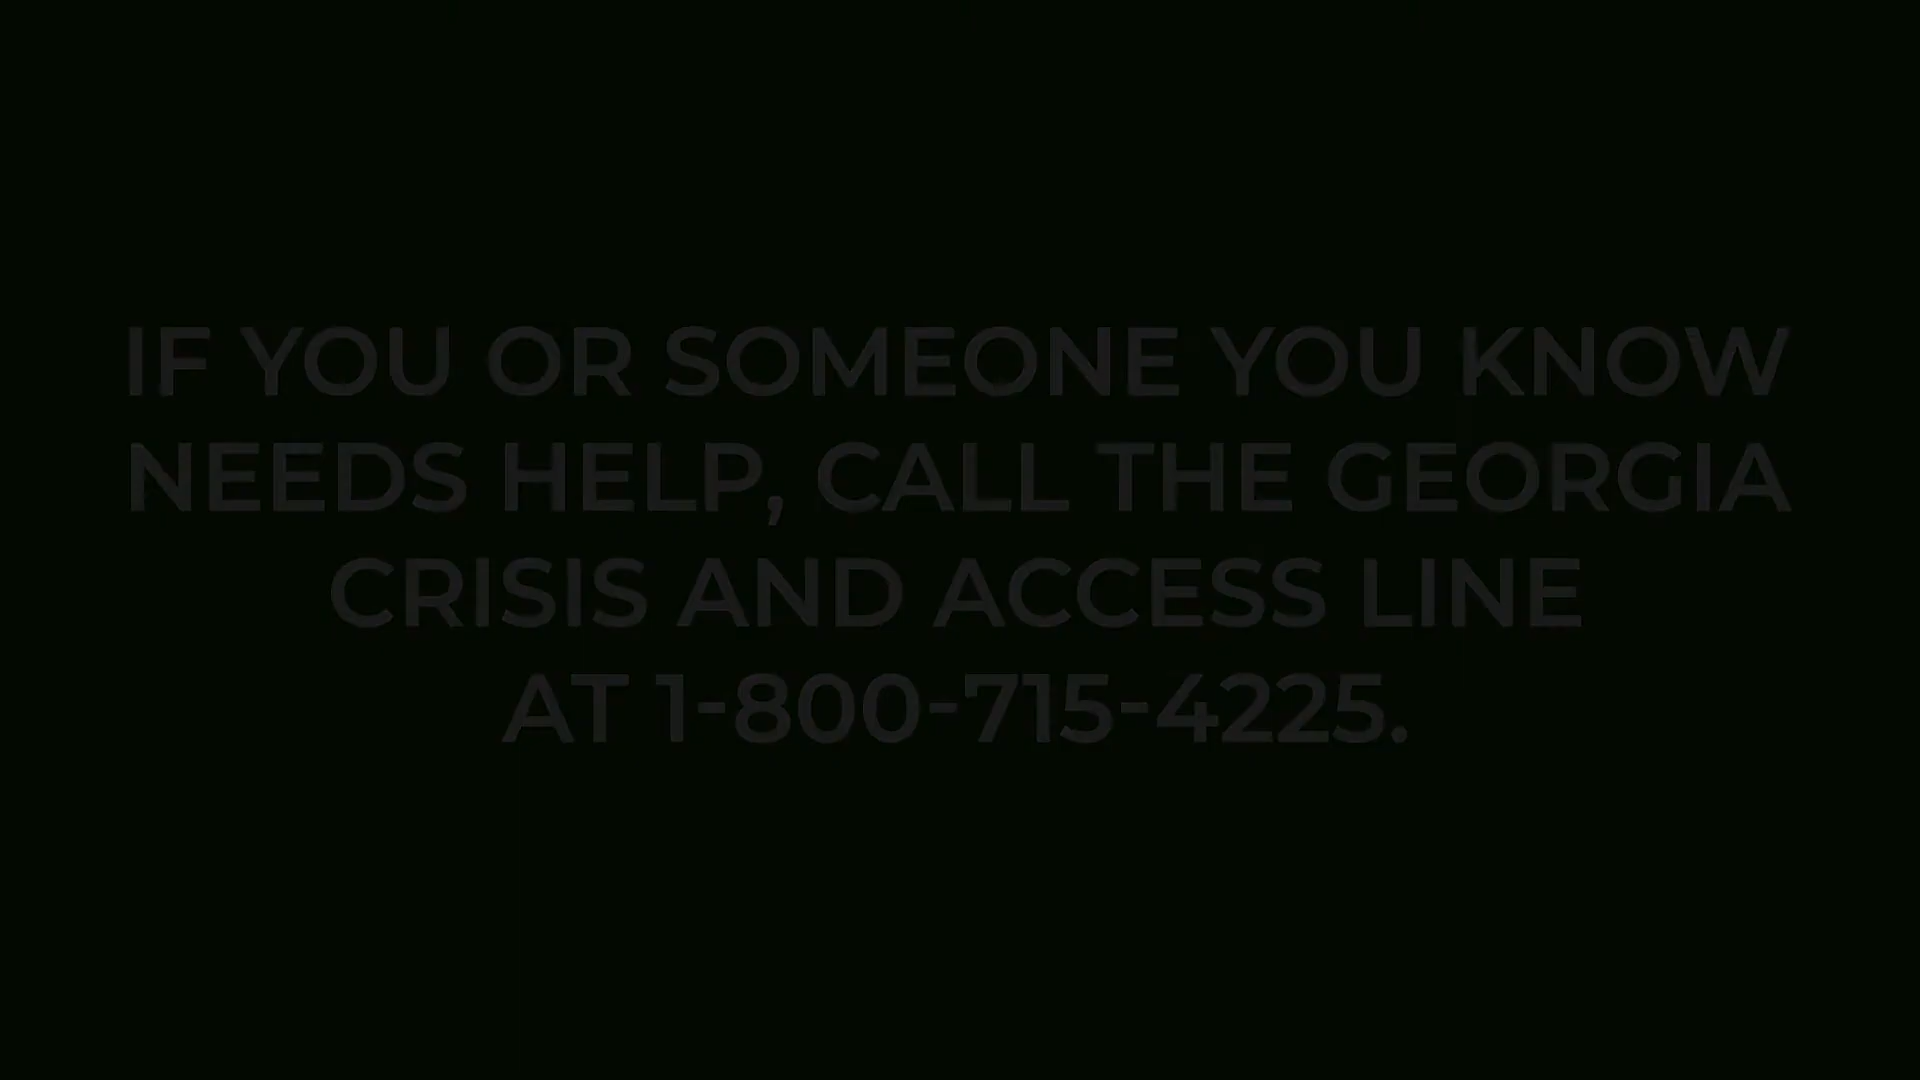 IF YOU OR SOMEONE YOU KNOW
NEEDS HELP, CALL THE GEORGIA
CRISIS AND ACCESS LINE
AT 1-800-715-4225.